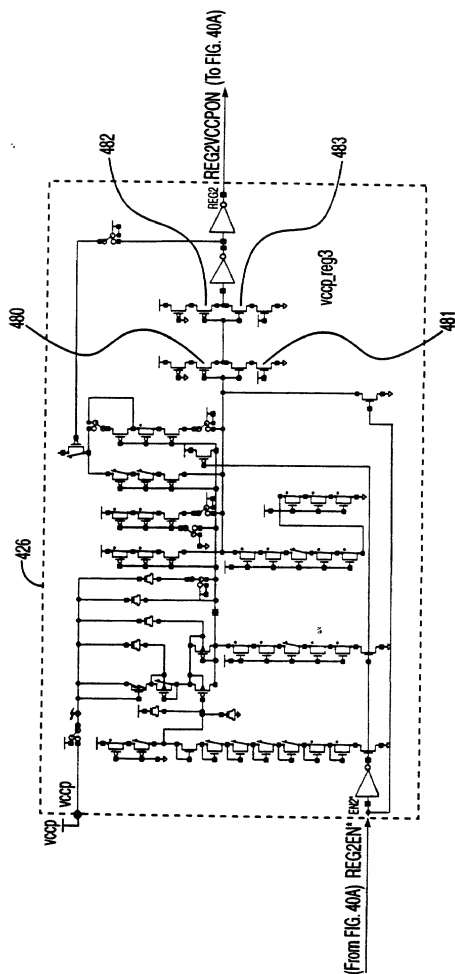 426
vccp
vccp
(From FIG. 40A) REG2EN*
EN2*
480
481
482
483
REG2
REG2VCCPON (To FIG. 40A)
vccp_reg3